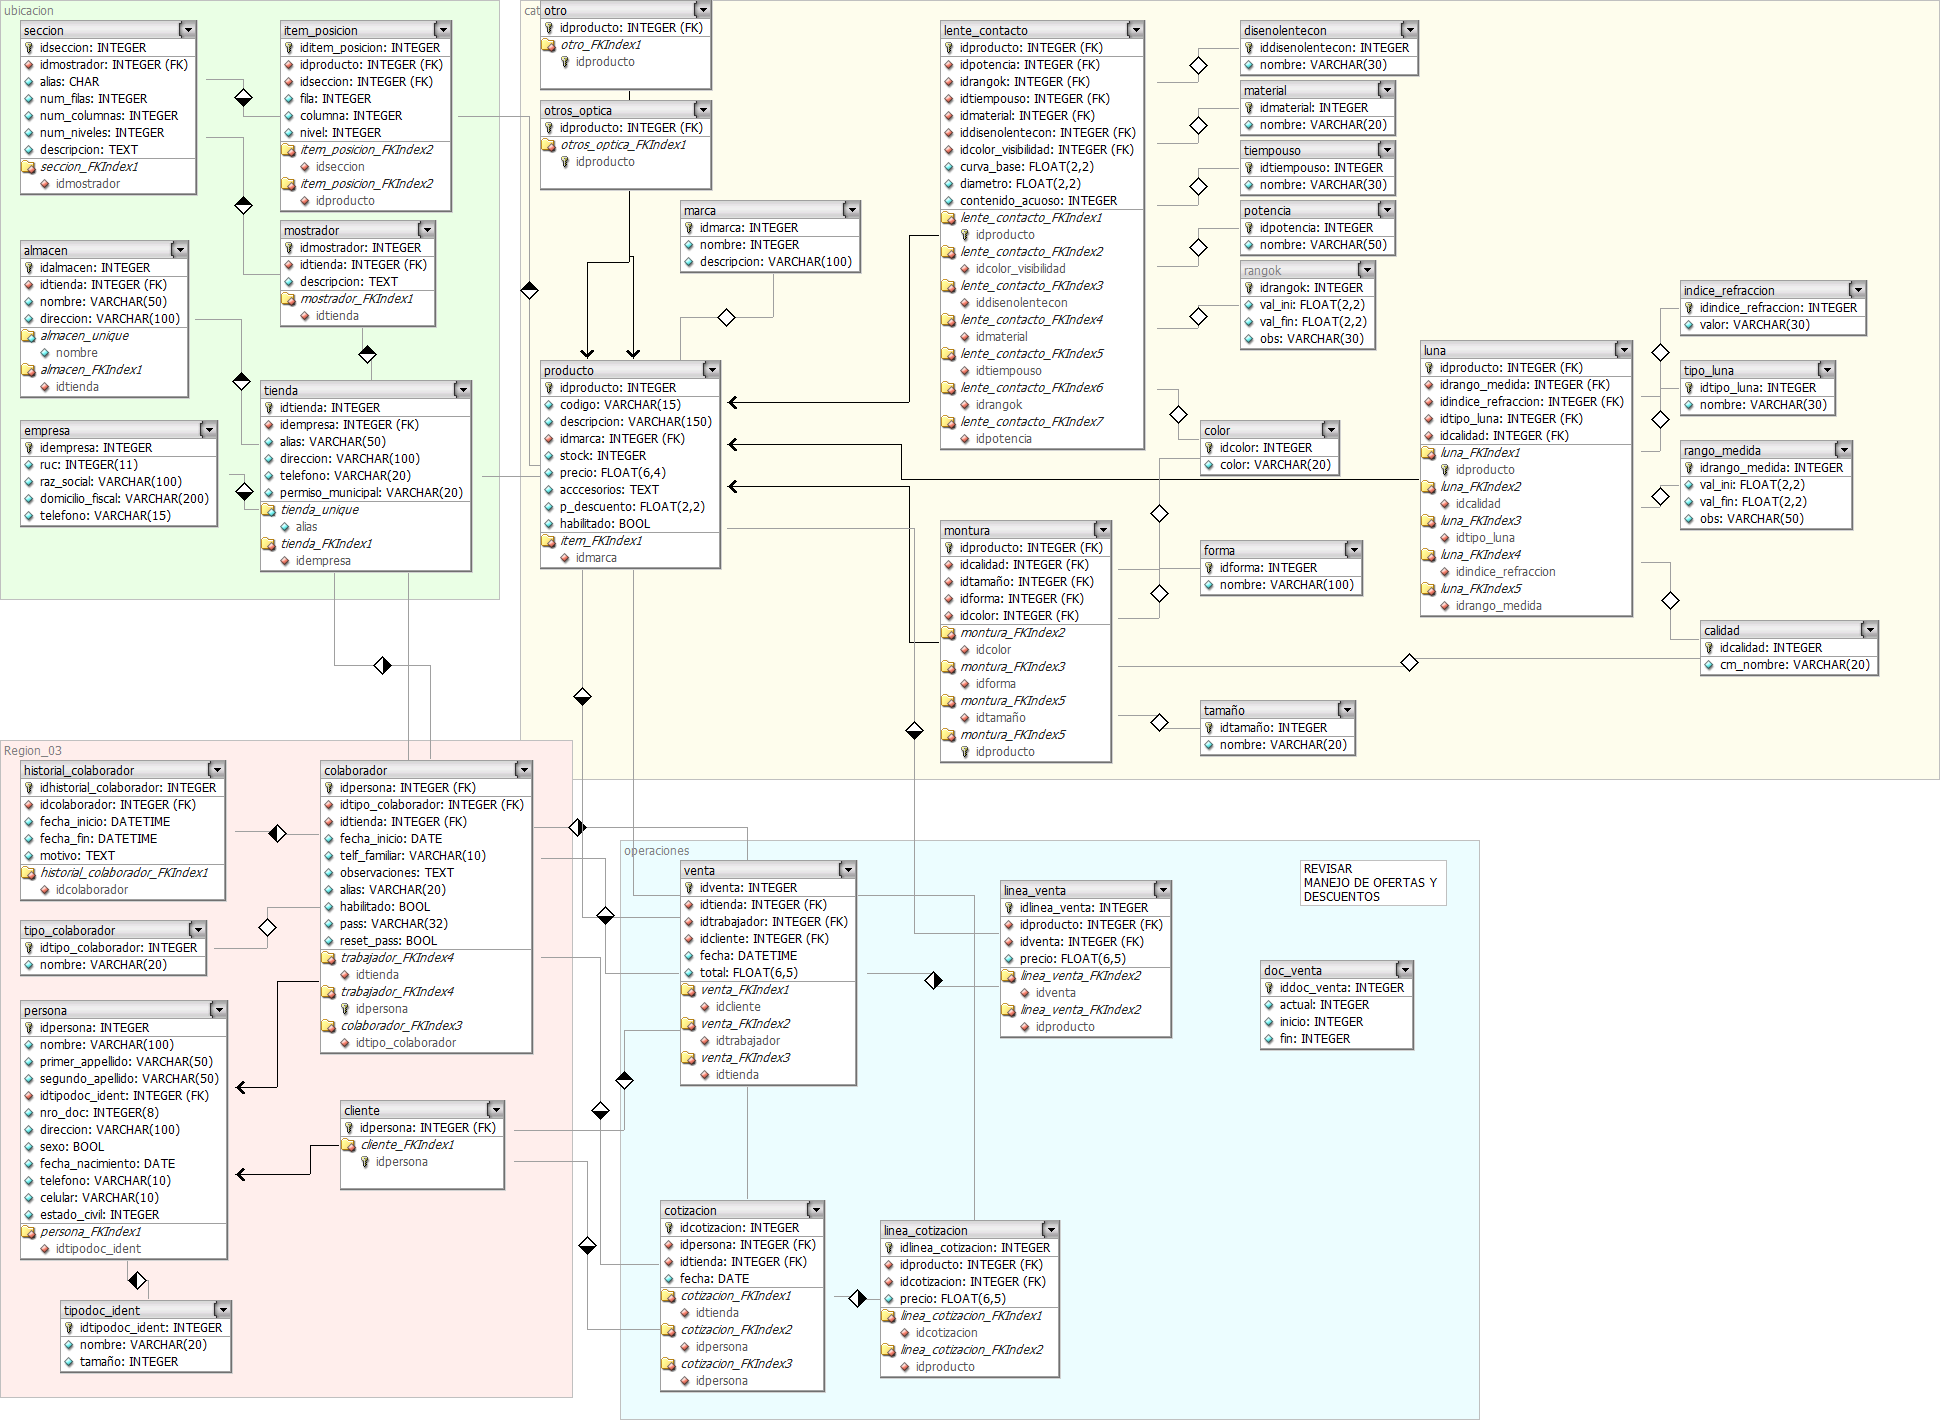 ubicacion
seccion
idseccion: INTEGER
idmostrador: INTEGER (FK)
alias: CHAR
num_filas: INTEGER
num_columnas: INTEGER
num_niveles: INTEGER
descripcion: TEXT
seccion_FKIndex1
idmostrador
item_posicion
iditem_posicion: INTEGER
idproducto: INTEGER (FK)
idseccion: INTEGER (FK)
fila: INTEGER
columna: INTEGER
nivel: INTEGER
item_posicion_FKIndex2
idseccion
item_posicion_FKIndex2
idproducto
mostrador
idmostrador: INTEGER
idtienda: INTEGER (FK)
descripcion: TEXT
mostrador_FKIndex1
idtienda
almacen
idalmacen: INTEGER
idtienda: INTEGER (FK)
nombre: VARCHAR(50)
direccion: VARCHAR(100)
almacen_unique
nombre
almacen_FKIndex1
idtienda
empresa
idempresa: INTEGER
ruc: INTEGER(11)
raz_social: VARCHAR(100)
domicilio_fiscal: VARCHAR(200)
telefono: VARCHAR(15)
tienda
idtienda: INTEGER
idempresa: INTEGER (FK)
alias: VARCHAR(50)
direccion: VARCHAR(100)
telefono: VARCHAR(20)
permiso_municipal: VARCHAR(20)
tienda_unique
alias
tienda_FKIndex1
idempresa
cat
otro
idproducto: INTEGER (FK)
otro_FKIndex1
idproducto
otros_optica
idproducto: INTEGER (FK)
otros_optica_FKIndex1
idproducto
marca
idmarca: INTEGER
nombre: INTEGER
descripcion: VARCHAR(100)
producto
idproducto: INTEGER
codigo: VARCHAR(15)
descripcion: VARCHAR(150)
idmarca: INTEGER (FK)
stock: INTEGER
precio: FLOAT(6,4)
acccesorios: TEXT
p_descuento: FLOAT(2,2)
habilitado: BOOL
item_FKIndex1
idmarca
lente_contacto
idproducto: INTEGER (FK)
idpotencia: INTEGER (FK)
idrangok: INTEGER (FK)
idtiempouso: INTEGER (FK)
idmaterial: INTEGER (FK)
iddisenolentecon: INTEGER (FK)
idcolor_visibilidad: INTEGER (FK)
curva_base: FLOAT(2,2)
diametro: FLOAT(2,2)
contenido_acuoso: INTEGER
lente_contacto_FKIndex1
idproducto
lente_contacto_FKIndex2
idcolor_visibilidad
lente_contacto_FKIndex3
iddisenolentecon
lente_contacto_FKIndex4
idmaterial
lente_contacto_FKIndex5
idtiempouso
lente_contacto_FKIndex6
idrangok
lente_contacto_FKIndex7
idpotencia
disenolentecon
iddisenolentecon: INTEGER
nombre: VARCHAR(30)
material
idmaterial: INTEGER
nombre: VARCHAR(20)
tiempouso
idtiempouso: INTEGER
nombre: VARCHAR(30)
potencia
idpotencia: INTEGER
nombre: VARCHAR(50)
rangok
idrangok: INTEGER
val_ini: FLOAT(2,2)
val_fin: FLOAT(2,2)
obs: VARCHAR(30)
color
idcolor: INTEGER
color: VARCHAR(20)
luna
idproducto: INTEGER (FK)
idrango_medida: INTEGER (FK)
idindice_refraccion: INTEGER (FK)
idtipo_luna: INTEGER (FK)
idcalidad: INTEGER (FK)
luna_FKIndex1
idproducto
luna_FKIndex2
idcalidad
luna_FKIndex3
idtipo_luna
luna_FKIndex4
idindice_refraccion
luna_FKIndex5
idrango_medida
indice_refraccion
idindice_refraccion: INTEGER
valor: VARCHAR(30)
tipo_luna
idtipo_luna: INTEGER
nombre: VARCHAR(30)
rango_medida
idrango_medida: INTEGER
val_ini: FLOAT(2,2)
val_fin: FLOAT(2,2)
obs: VARCHAR(50)
calidad
idcalidad: INTEGER
cm_nombre: VARCHAR(20)
montura
idproducto: INTEGER (FK)
idcalidad: INTEGER (FK)
idtamaño: INTEGER (FK)
idforma: INTEGER (FK)
idcolor: INTEGER (FK)
montura_FKIndex2
idcolor
montura_FKIndex3
idforma
montura_FKIndex5
idtamaño
montura_FKIndex5
idproducto
forma
idforma: INTEGER
nombre: VARCHAR(100)
tamaño
idtamaño: INTEGER
nombre: VARCHAR(20)
Region_03
historial_colaborador
idhistorial_colaborador: INTEGER
idcolaborador: INTEGER (FK)
fecha_inicio: DATETIME
fecha_fin: DATETIME
motivo: TEXT
historial_colaborador_FKIndex1
idcolaborador
tipo_colaborador
idtipo_colaborador: INTEGER
nombre: VARCHAR(20)
colaborador
idpersona: INTEGER (FK)
idtipo_colaborador: INTEGER (FK)
idtienda: INTEGER (FK)
fecha_inicio: DATE
telf_familiar: VARCHAR(10)
observaciones: TEXT
alias: VARCHAR(20)
habilitado: BOOL
pass: VARCHAR(32)
reset_pass: BOOL
trabajador_FKIndex4
idtienda
trabajador_FKIndex4
idpersona
colaborador_FKIndex3
idtipo_colaborador
persona
idpersona: INTEGER
nombre: VARCHAR(100)
primer_appellido: VARCHAR(50)
segundo_apellido: VARCHAR(50)
idtipodoc_ident: INTEGER (FK)
nro_doc: INTEGER(8)
direccion: VARCHAR(100)
sexo: BOOL
fecha_nacimiento: DATE
telefono: VARCHAR(10)
celular: VARCHAR(10)
estado_civil: INTEGER
persona_FKIndex1
idtipodoc_ident
cliente
idpersona: INTEGER (FK)
cliente_FKIndex1
idpersona
tipodoc_ident
idtipodoc_ident: INTEGER
nombre: VARCHAR(20)
tamaño: INTEGER
operaciones
venta
idventa: INTEGER
idtienda: INTEGER (FK)
idtrabajador: INTEGER (FK)
idcliente: INTEGER (FK)
fecha: DATETIME
total: FLOAT(6,5)
venta_FKIndex1
idcliente
venta_FKIndex2
idtrabajador
venta_FKIndex3
idtienda
linea_venta
idlinea_venta: INTEGER
idproducto: INTEGER (FK)
idventa: INTEGER (FK)
precio: FLOAT(6,5)
linea_venta_FKIndex2
idventa
linea_venta_FKIndex2
idproducto
REVISAR
MANEJO DE OFERTAS Y
DESCUENTOS
doc_venta
iddoc_venta: INTEGER
actual: INTEGER
inicio: INTEGER
fin: INTEGER
cotizacion
idcotizacion: INTEGER
idpersona: INTEGER (FK)
idtienda: INTEGER (FK)
fecha: DATE
cotizacion_FKIndex1
idtienda
cotizacion_FKIndex2
idpersona
cotizacion_FKIndex3
idpersona
linea_cotizacion
idlinea_cotizacion: INTEGER
idproducto: INTEGER (FK)
idcotizacion: INTEGER (FK)
precio: FLOAT(6,5)
linea_cotizacion_FKIndex1
idcotizacion
linea_cotizacion_FKIndex2
idproducto